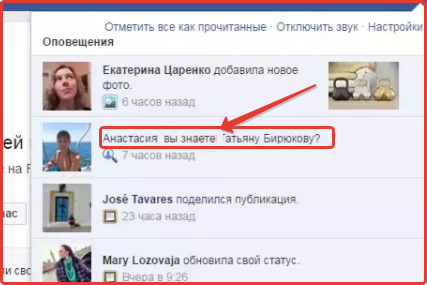 Отметить все как прочитанные · Отключить звук · Настройки
Оповещения
Екатерина Царенко добавила новое
фото.
6 часов назад
Анастасия вы знаете Татьяну Бирюкову?
7 часов назад
ей
е на F
José Tavares поделился публикация.
нас
23 часа назад
Mary Lozovaja обновила свой статус.
ли сво
Вчера в 9:26